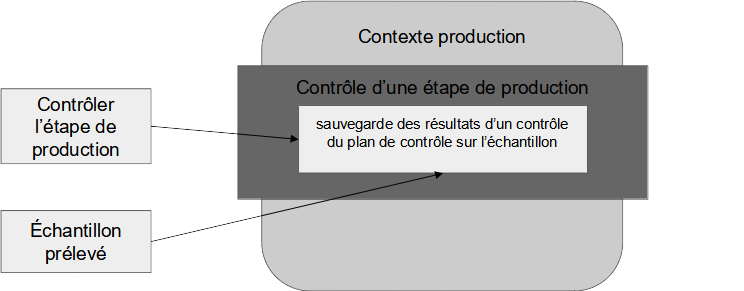 Contexte production
Contrôle d’une étape de production
sauvegarde des résultats d’un contrôle
du plan de contrôle sur l’échantillon
Contrôler
l’étape de
production
Échantillon
prélevé